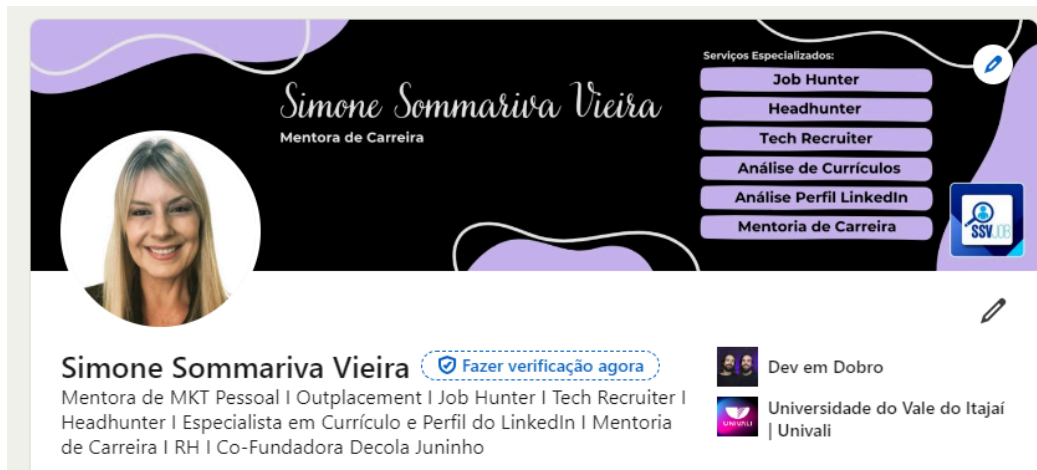 Serviços Especializados:
Job Hunter
Simone Sommariva Vieira
Headhunter
Mentora de Carreira
Tech Recruiter
Análise de Currículos
Análise Perfil LinkedIn
Mentoria de Carreira
SSVJOB
Simone Sommariva Vieira Fazer verificação agora
Mentora de MKT Pessoal I Outplacement I Job Hunter I Tech Recruiter I
Headhunter I Especialista em Currículo e Perfil do LinkedIn I Mentoria
de Carreira I RH I Co-Fundadora Decola Juninho
Dev em Dobro
UNIVALI
Universidade do Vale do Itajaí
| Univali